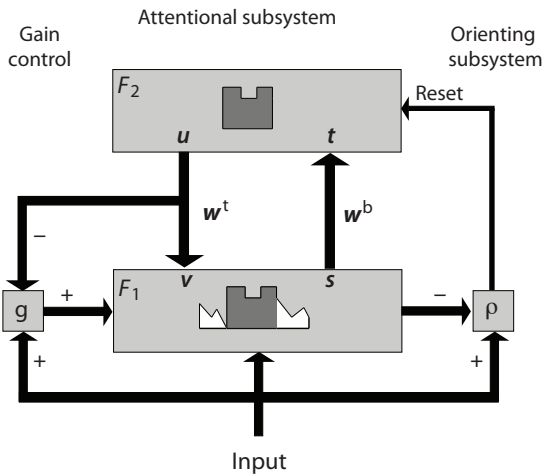 Attentional subsystem
Gain
control
Orienting
subsystem
F2
Reset
u
t
−
wᵗ
wᵇ
v
s
F1
g
+
−
ρ
+
+
Input